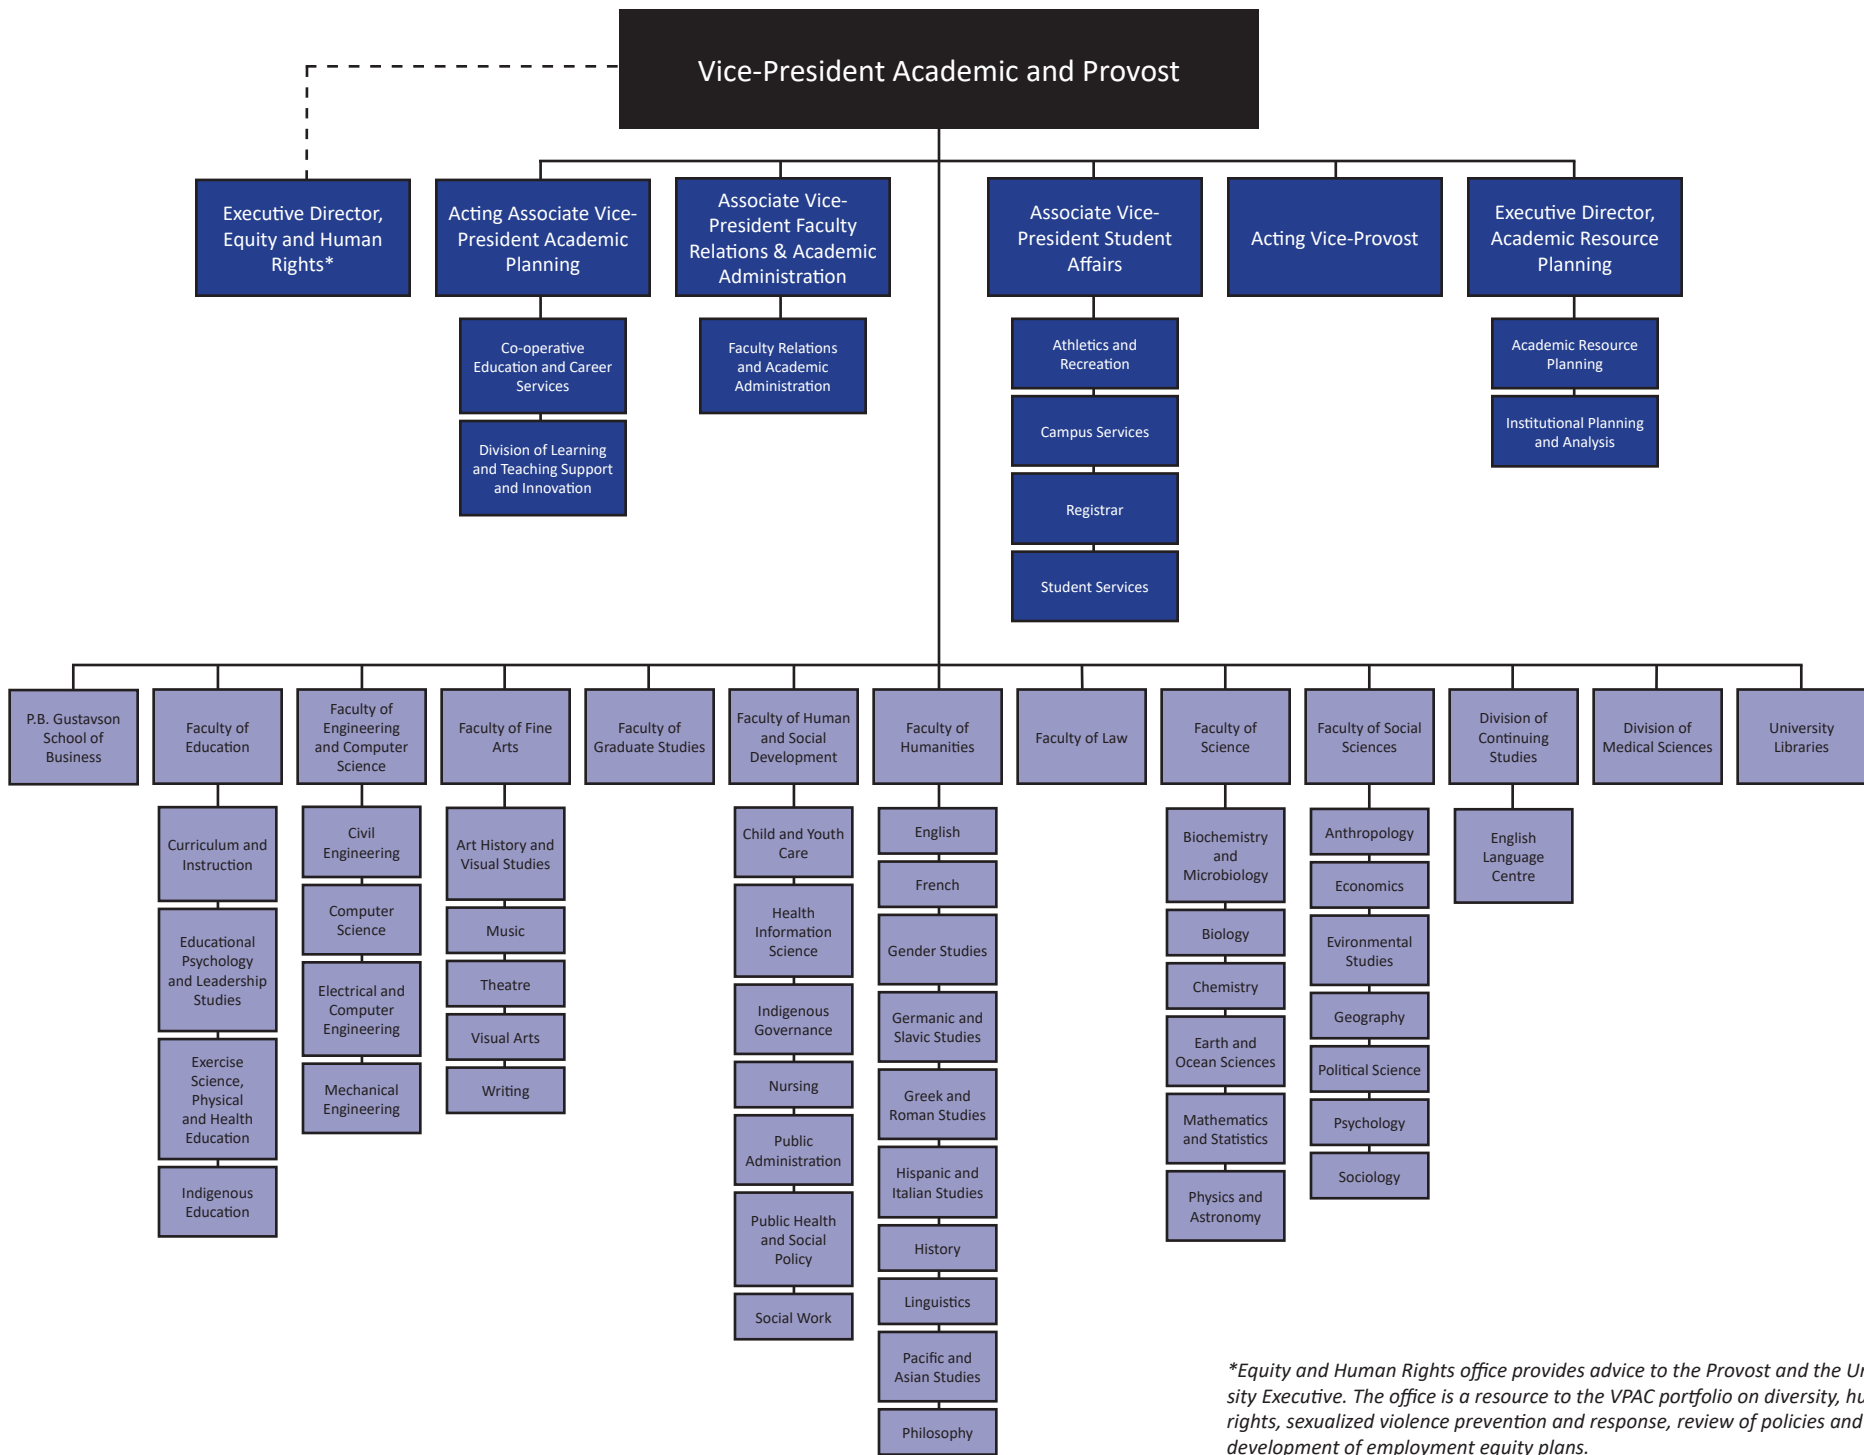 Vice-President Academic and Provost
Executive Director,
Equity and Human
Rights*
Acting Associate Vice-
President Academic
Planning
Associate Vice-
President Faculty
Relations & Academic
Administration
Associate Vice-
President Student
Affairs
Acting Vice-Provost
Executive Director,
Academic Resource
Planning
Co-operative
Education and Career
Services
Division of Learning
and Teaching Support
and Innovation
Faculty Relations
and Academic
Administration
Athletics and
Recreation
Campus Services
Registrar
Student Services
Academic Resource
Planning
Institutional Planning
and Analysis
P.B. Gustavson
School of
Business
Faculty of
Education
Faculty of
Engineering
and Computer
Science
Faculty of Fine
Arts
Faculty of
Graduate Studies
Faculty of Human
and Social
Development
Faculty of
Humanities
Faculty of Law
Faculty of
Science
Faculty of Social
Sciences
Division of
Continuing
Studies
Division of
Medical Sciences
University
Libraries
Curriculum and
Instruction
Educational
Psychology
and Leadership
Studies
Exercise
Science,
Physical
and Health
Education
Indigenous
Education
Civil
Engineering
Computer
Science
Electrical and
Computer
Engineering
Mechanical
Engineering
Art History and
Visual Studies
Music
Theatre
Visual Arts
Writing
Child and Youth
Care
Health
Information
Science
Indigenous
Governance
Nursing
Public
Administration
Public Health
and Social
Policy
Social Work
English
French
Gender Studies
Germanic and
Slavic Studies
Greek and
Roman Studies
Hispanic and
Italian Studies
History
Linguistics
Pacific and
Asian Studies
Philosophy
Biochemistry
and
Microbiology
Biology
Chemistry
Earth and
Ocean Sciences
Mathematics
and Statistics
Physics and
Astronomy
Anthropology
Economics
Evironmental
Studies
Geography
Political Science
Psychology
Sociology
English
Language
Centre
*Equity and Human Rights office provides advice to the Provost and the
sity Executive. The office is a resource to the VPAC portfolio on diversity,
rights, sexualized violence prevention and response, review of policies and
development of employment equity plans.